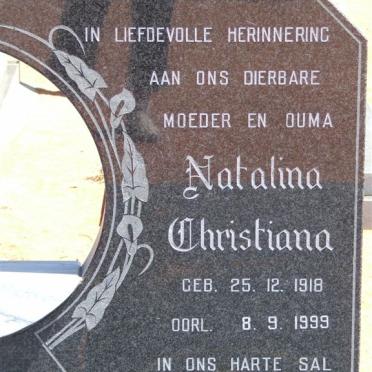 IN LIEFDEVOLLE HERINNERING
AAN ONS DIERBARE
MOEDER EN OUMA
Natalina
Christiana
GEB. 25. 12. 1918
OORL. 8. 9. 1999
IN ONS HARTE SAL